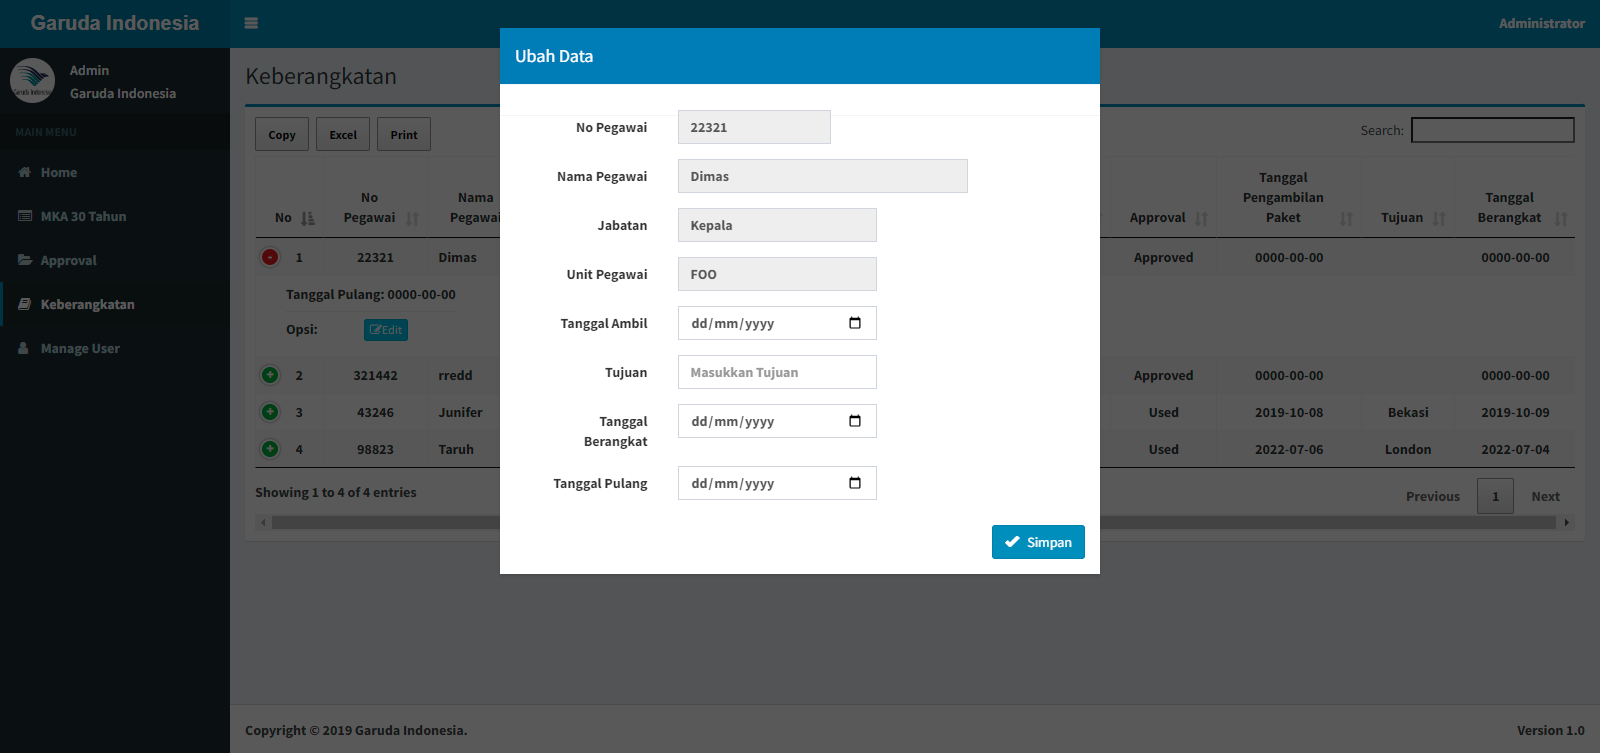 Garuda Indonesia
Administrator
Admin
Garuda Indonesia
MAIN MENU
Home
MKA 30 Tahun
Approval
Keberangkatan
Manage User
Keberangkatan
Copy Excel Print
Search:
No
No Pegawai
Nama Pegawai
Approval
Tanggal Pengambilan Paket
Tujuan
Tanggal Berangkat
1 22321 Dimas Approved 0000-00-00 0000-00-00
Tanggal Pulang: 0000-00-00
Opsi: Edit
2 321442 rredd Approved 0000-00-00 0000-00-00
3 43246 Junifer Used 2019-10-08 Bekasi 2019-10-09
4 98823 Taruh Used 2022-07-06 London 2022-07-04
Showing 1 to 4 of 4 entries
Previous 1 Next
Ubah Data
No Pegawai 22321
Nama Pegawai Dimas
Jabatan Kepala
Unit Pegawai FOO
Tanggal Ambil dd/mm/yyyy
Tujuan Masukkan Tujuan
Tanggal Berangkat dd/mm/yyyy
Tanggal Pulang dd/mm/yyyy
Simpan
Copyright © 2019 Garuda Indonesia.
Version 1.0